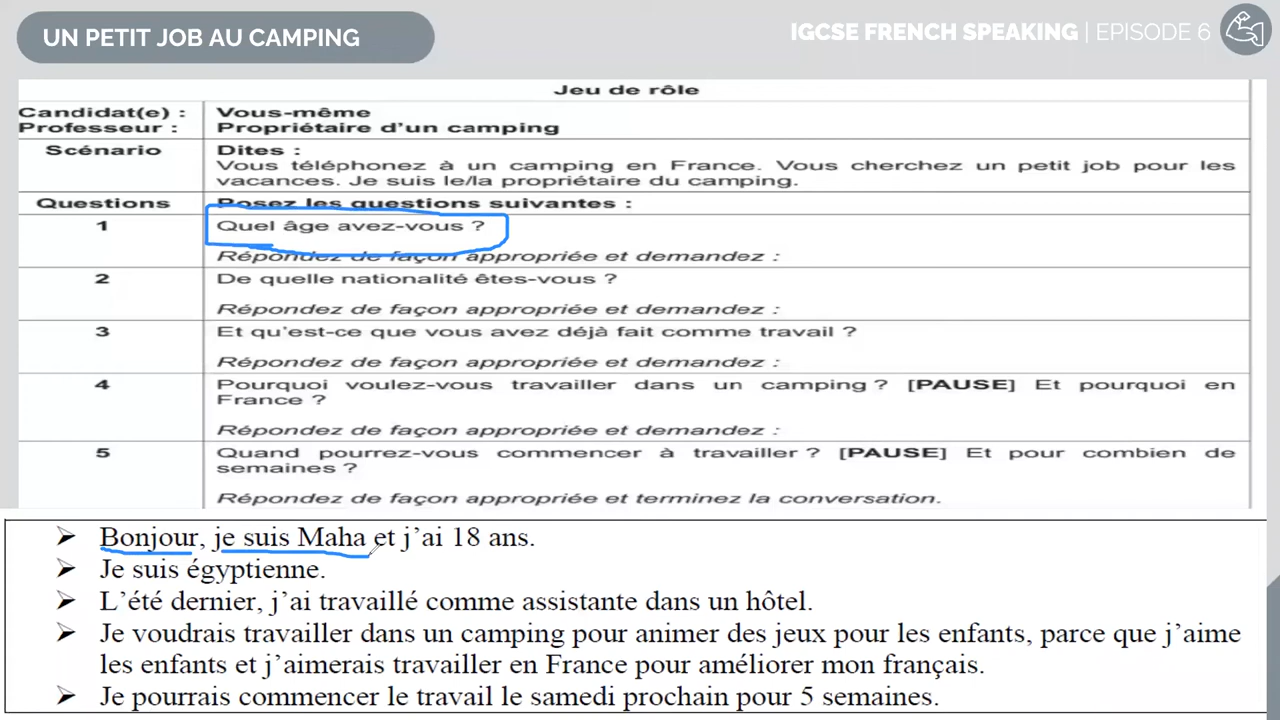 UN PETIT JOB AU CAMPING
IGCSE FRENCH SPEAKING | EPISODE 6
Jeu de rôle
Candidat(e) : Vous-même
Professeur : Propriétaire d'un camping
Scénario Dites :
Vous téléphonez à un camping en France. Vous cherchez un petit job pour les
vacances. Je suis le/la propriétaire du camping.
Questions Posez les questions suivantes :
1 Quel âge avez-vous ?
Répondez de façon appropriée et demandez :
2 De quelle nationalité êtes-vous ?
Répondez de façon appropriée et demandez :
3 Et qu'est-ce que vous avez déjà fait comme travail ?
Répondez de façon appropriée et demandez :
4 Pourquoi voulez-vous travailler dans un camping ? [PAUSE] Et pourquoi en
France ?
Répondez de façon appropriée et demandez :
5 Quand pourrez-vous commencer à travailler ? [PAUSE] Et pour combien de
semaines ?
Répondez de façon appropriée et terminez la conversation.
➢ Bonjour, je suis Maha et j'ai 18 ans.
➢ Je suis égyptienne.
➢ L'été dernier, j'ai travaillé comme assistante dans un hôtel.
➢ Je voudrais travailler dans un camping pour animer des jeux pour les enfants, parce que j'aime
les enfants et j'aimerais travailler en France pour améliorer mon français.
➢ Je pourrais commencer le travail le samedi prochain pour 5 semaines.